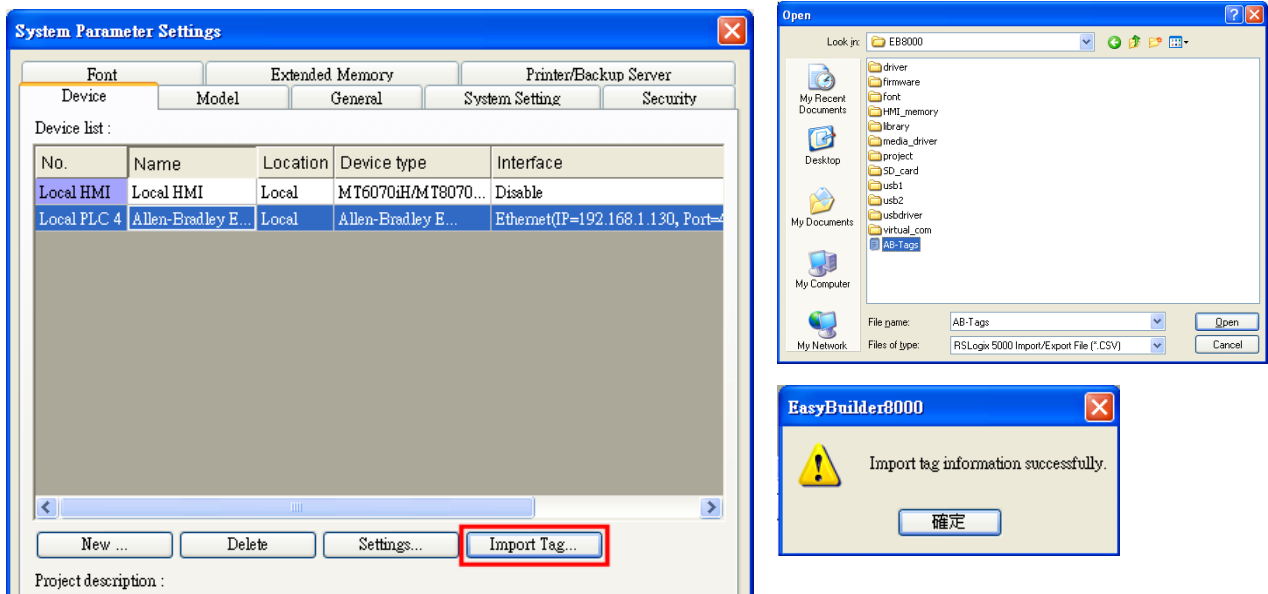 System Parameter Settings
Font Extended Memory Printer/Backup Server
Device Model General System Setting Security
Device list :
No. Name Location Device type Interface
Local HMI Local HMI Local MT6070iH/MT8070... Disable
Local PLC 4 Allen-Bradley E... Local Allen-Bradley E... Ethernet(IP=192.168.1.130, Port=4
New ... Delete Settings... Import Tag...
Project description :
Open
Look in: EB8000
My Recent Documents
Desktop
My Documents
My Computer
My Network
driver
firmware
font
HMI_memory
library
media_driver
project
SD_card
usb1
usb2
usbdriver
virtual_com
AB-Tags
File name: AB-Tags Open
Files of type: RSLogix 5000 Import/Export File (*.CSV) Cancel
EasyBuilder8000
Import tag information successfully.
確定